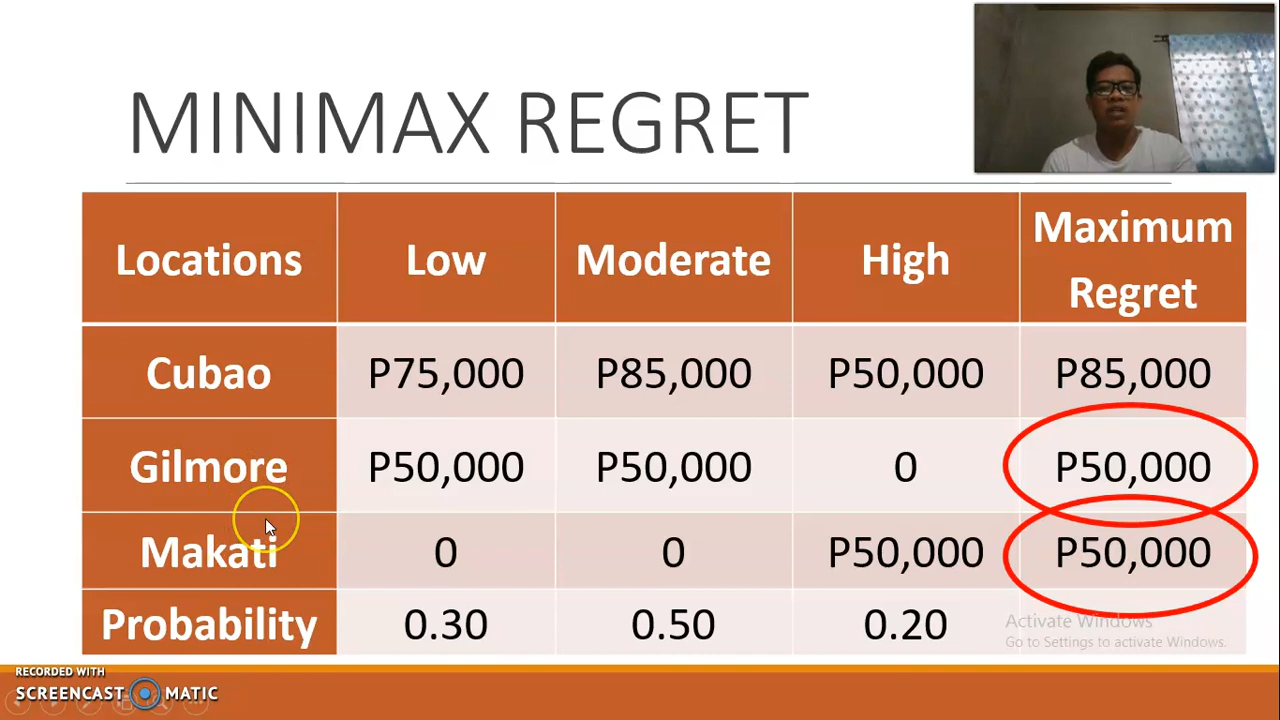 MINIMAX REGRET
Locations Low Moderate High Maximum Regret
Cubao P75,000 P85,000 P50,000 P85,000
Gilmore P50,000 P50,000 0 P50,000
Makati 0 0 P50,000 P50,000
Probability 0.30 0.50 0.20
Activate Windows
Go to Settings to activate Windows.
RECORDED WITH
SCREENCAST MATIC